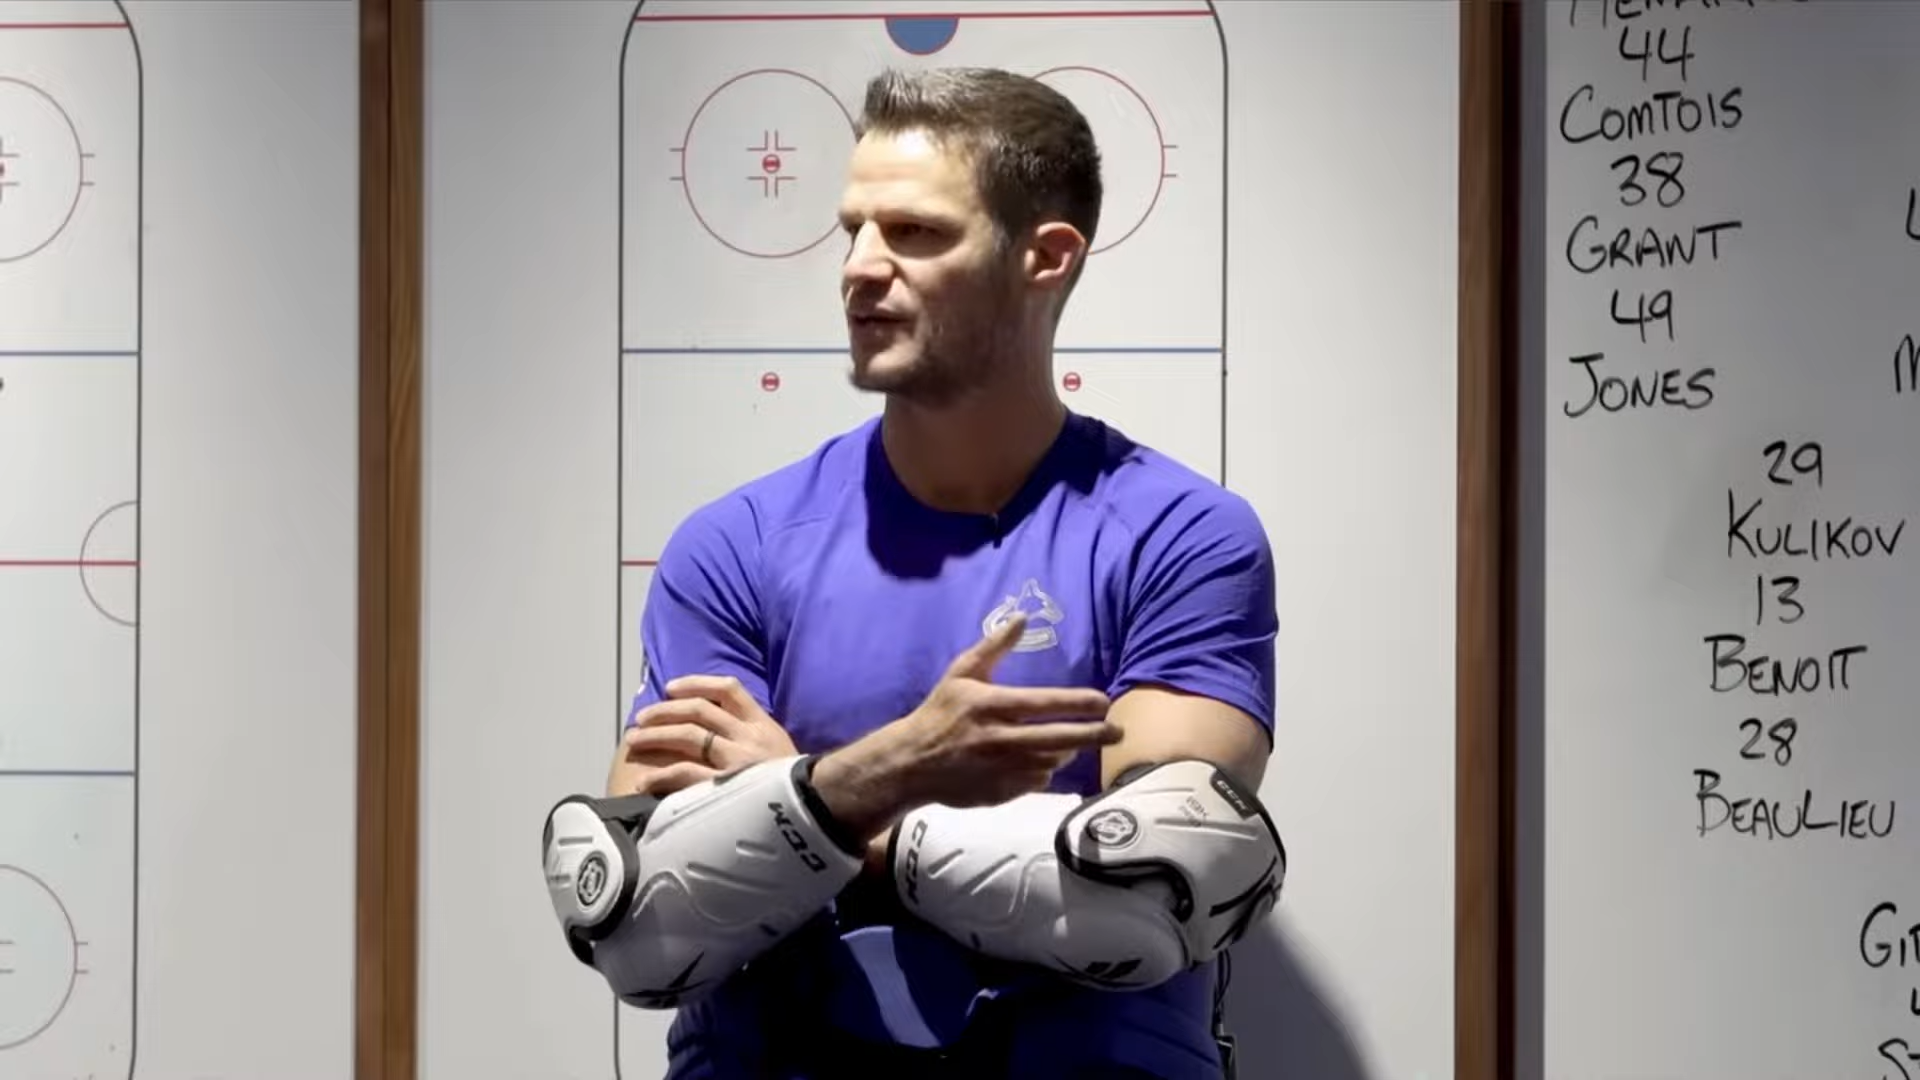 44
COMTOIS
38
GRANT
49
JONES
29
KULIKOV
13
BENOIT
28
BEAULIEU
CCM
CCM
CCM